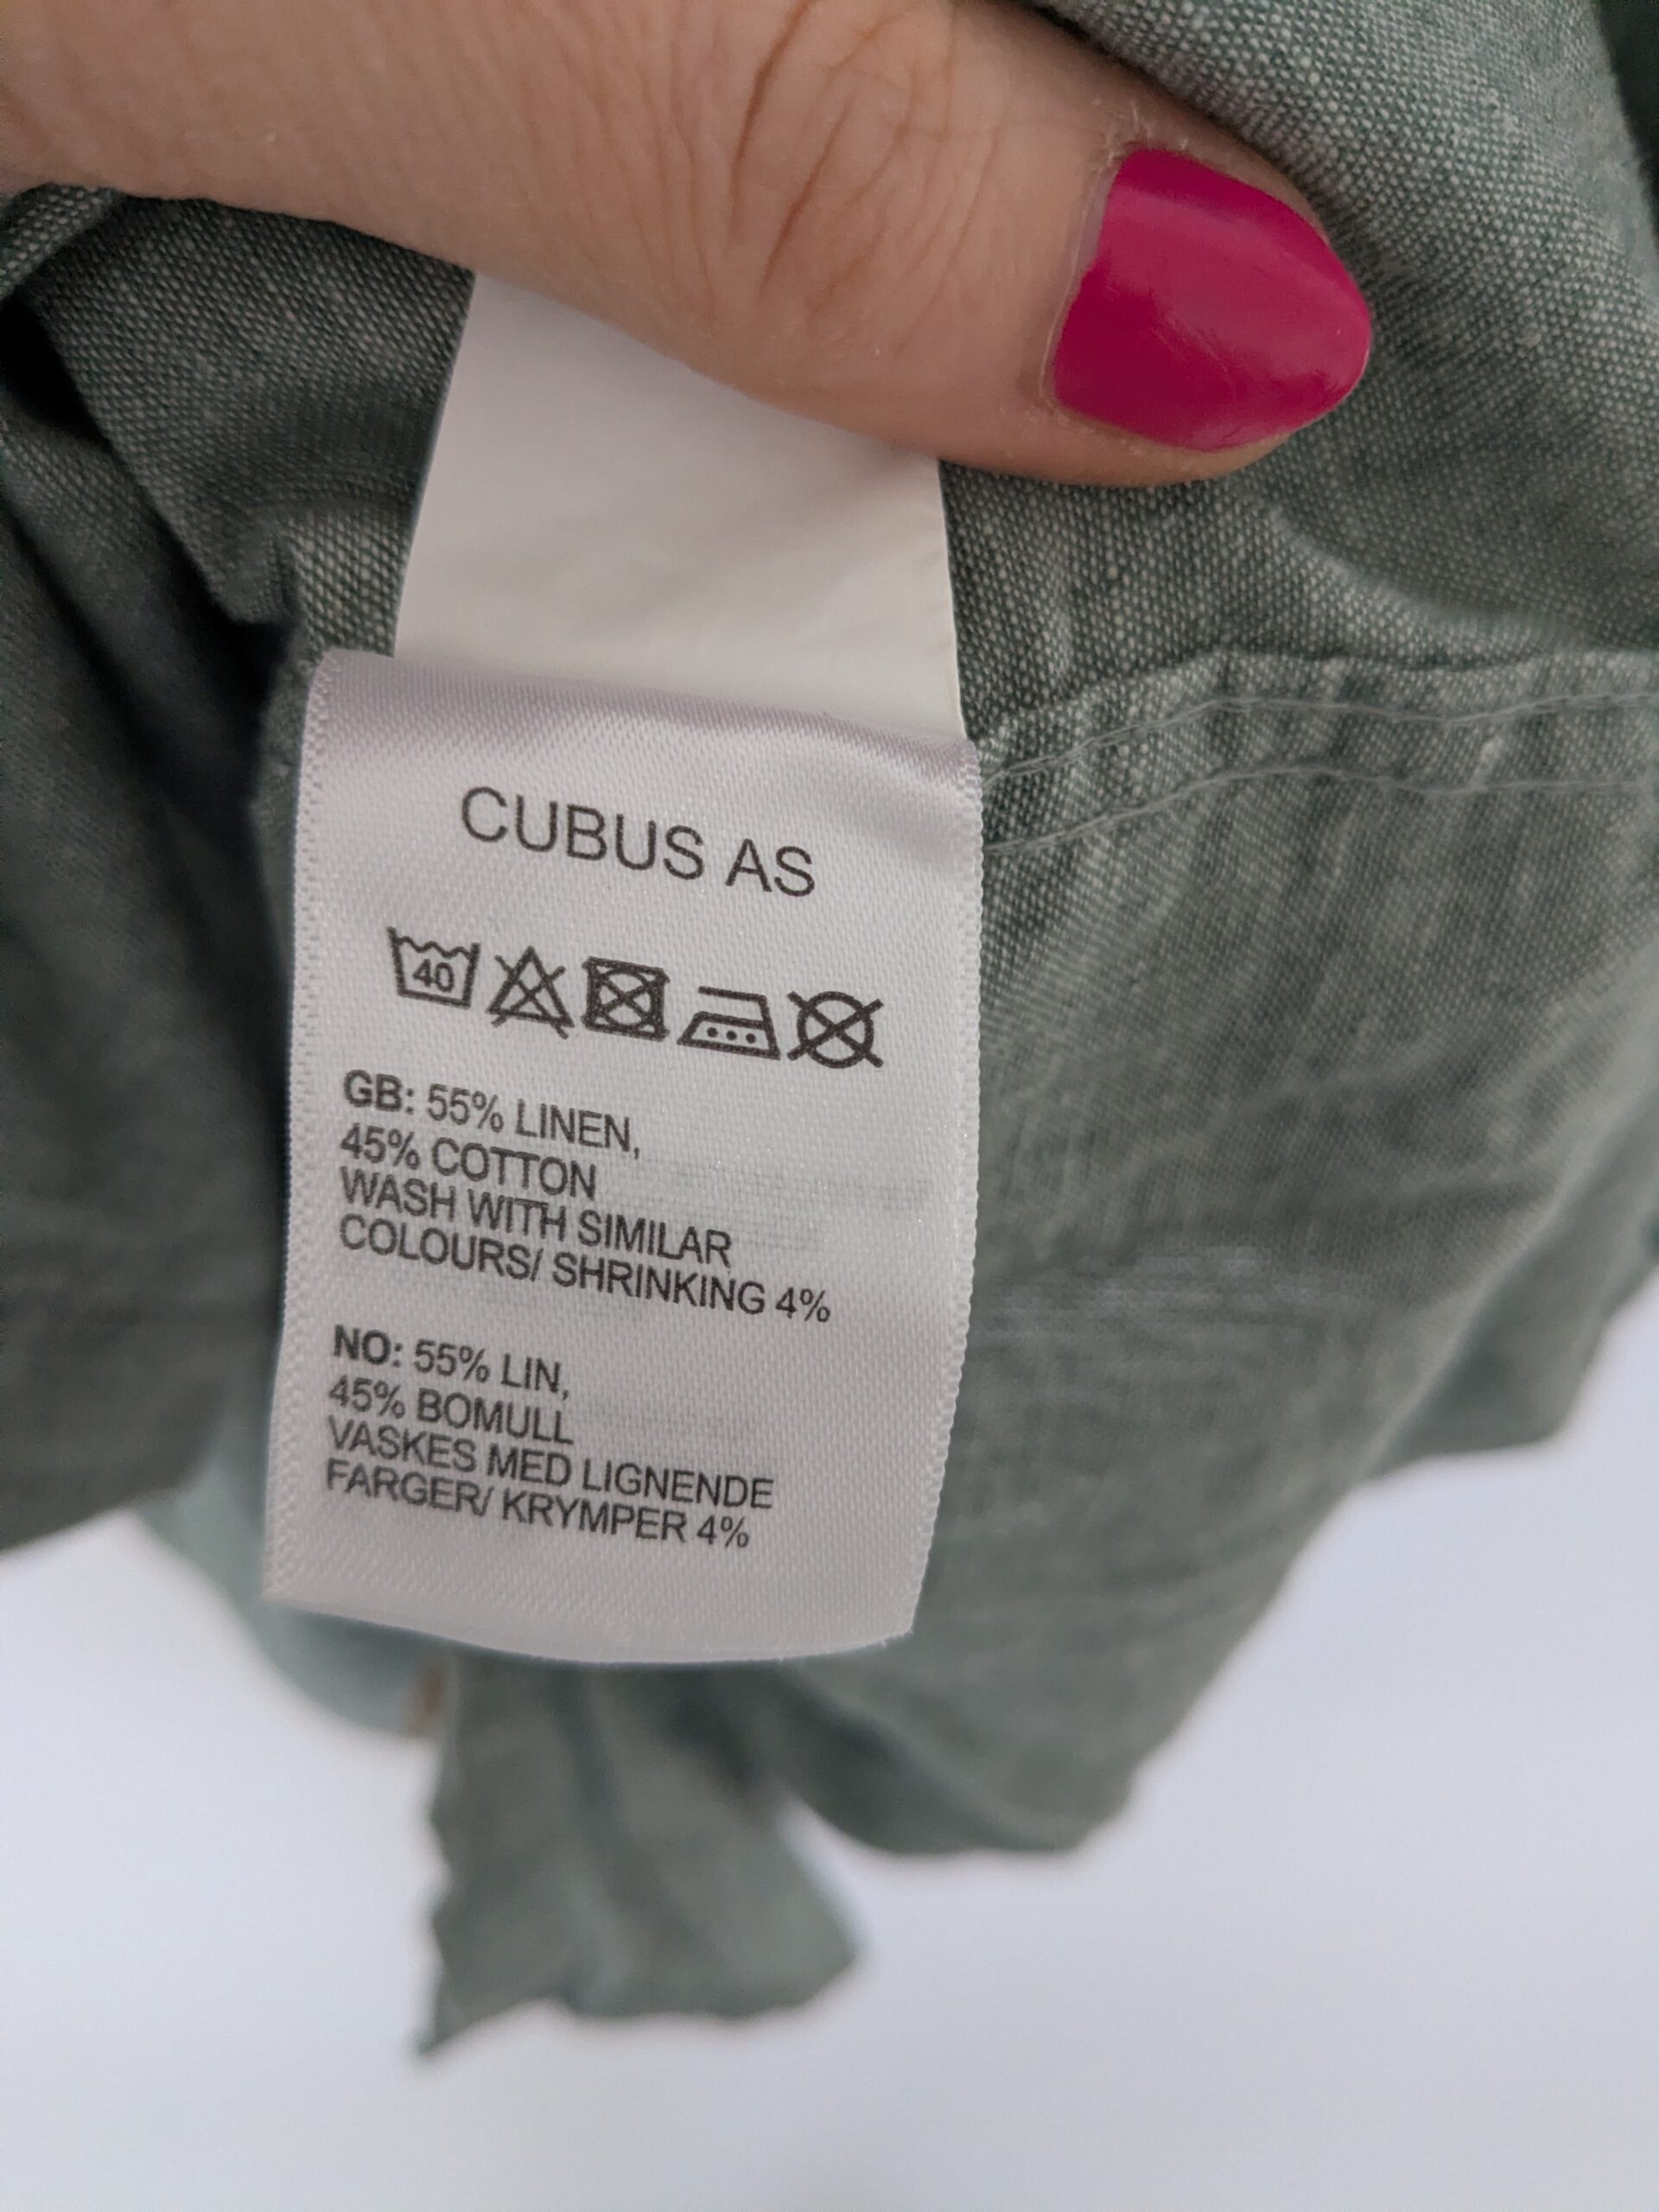 CUBUS AS
40
GB: 55% LINEN,
45% COTTON
WASH WITH SIMILAR
COLOURS/ SHRINKING 4%
NO: 55% LIN,
45% BOMULL
VASKES MED LIGNENDE
FARGER/ KRYMPER 4%